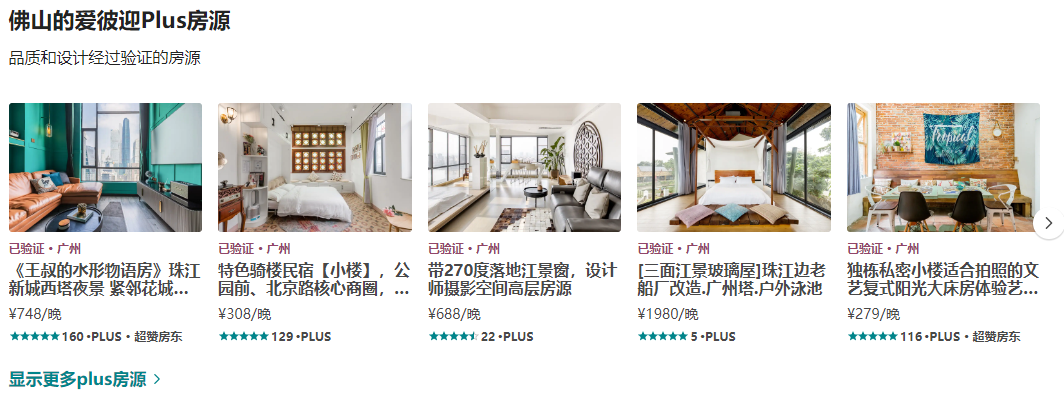 佛山的爱彼迎Plus房源
品质和设计经过验证的房源
Tropical
已验证・广州
《王叔的水形物语房》珠江
新城西塔夜景 紧邻花城...
¥748/晚
★★★★★ 160 ·PLUS・超赞房东
已验证・广州
特色骑楼民宿【小楼】，公
园前、北京路核心商圈，...
¥308/晚
★★★★★ 129 ·PLUS
已验证・广州
带270度落地江景窗，设计
师摄影空间高层房源
¥688/晚
22 ·PLUS
已验证・广州
[三面江景玻璃屋]珠江边老
船厂改造.广州塔.户外泳池
¥1980/晚
★★★★★ 5 ·PLUS
已验证・广州
独栋私密小楼适合拍照的文
艺复式阳光大床房体验艺...
¥279/晚
★★★★★ 116 ·PLUS・超赞房东
显示更多plus房源 >